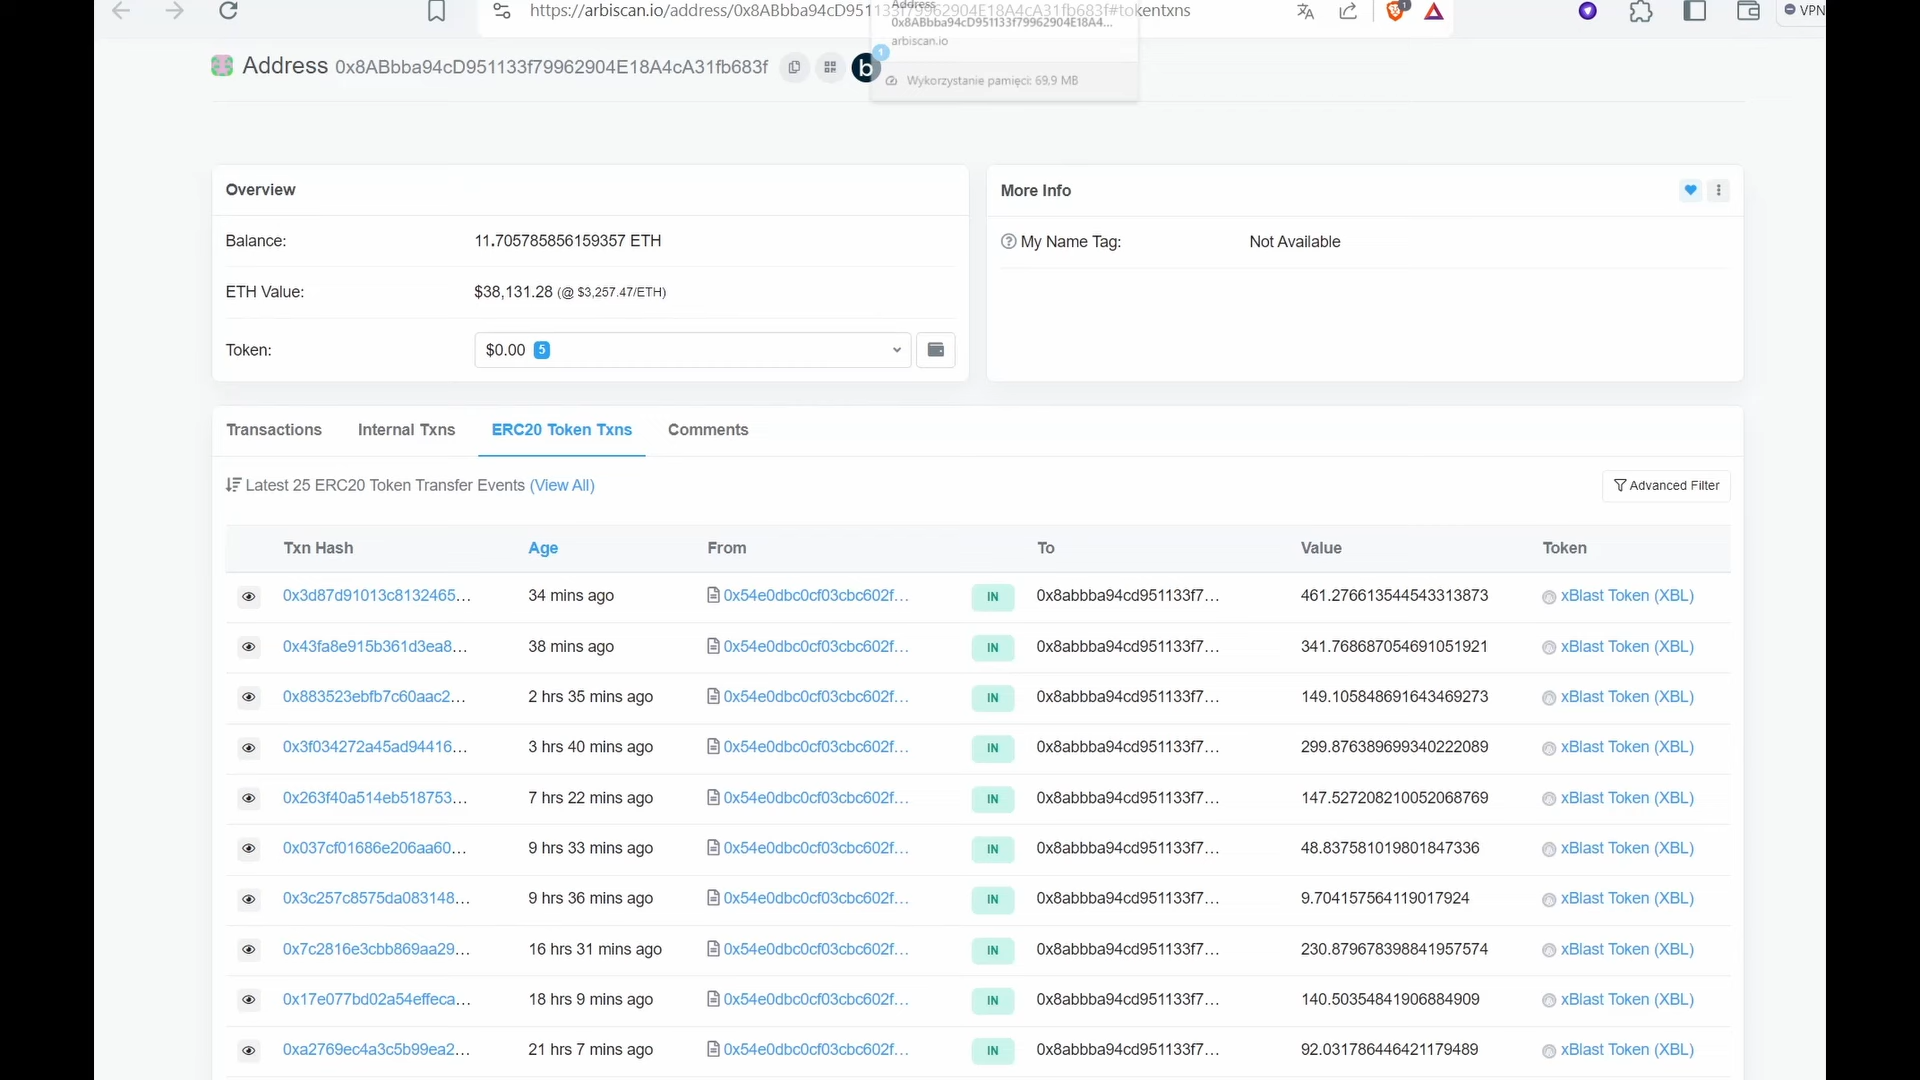 https://arbiscan.io/address/0x8ABbba94cD951133f79962904E18A4cA31fb683f#tokentxns
VPN
Address
0x8ABbba94cD951133f79962904E18A4...
arbiscan.io
Wykorzystanie pamięci: 69,9 MB
Address 0x8ABbba94cD951133f79962904E18A4cA31fb683f
b
1
Overview
Balance: 11.705785856159357 ETH
ETH Value: $38,131.28 (@ $3,257.47/ETH)
Token: $0.00 5
More Info
My Name Tag: Not Available
Transactions Internal Txns ERC20 Token Txns Comments
Latest 25 ERC20 Token Transfer Events (View All)
Advanced Filter
Txn Hash Age From To Value Token
0x3d87d91013c8132465... 34 mins ago 0x54e0dbc0cf03cbc602f... IN 0x8abbba94cd951133f7... 461.276613544543313873 xBlast Token (XBL)
0x43fa8e915b361d3ea8... 38 mins ago 0x54e0dbc0cf03cbc602f... IN 0x8abbba94cd951133f7... 341.768687054691051921 xBlast Token (XBL)
0x883523ebfb7c60aac2... 2 hrs 35 mins ago 0x54e0dbc0cf03cbc602f... IN 0x8abbba94cd951133f7... 149.105848691643469273 xBlast Token (XBL)
0x3f034272a45ad94416... 3 hrs 40 mins ago 0x54e0dbc0cf03cbc602f... IN 0x8abbba94cd951133f7... 299.876389699340222089 xBlast Token (XBL)
0x263f40a514eb518753... 7 hrs 22 mins ago 0x54e0dbc0cf03cbc602f... IN 0x8abbba94cd951133f7... 147.527208210052068769 xBlast Token (XBL)
0x037cf01686e206aa60... 9 hrs 33 mins ago 0x54e0dbc0cf03cbc602f... IN 0x8abbba94cd951133f7... 48.837581019801847336 xBlast Token (XBL)
0x3c257c8575da083148... 9 hrs 36 mins ago 0x54e0dbc0cf03cbc602f... IN 0x8abbba94cd951133f7... 9.704157564119017924 xBlast Token (XBL)
0x7c2816e3cbb869aa29... 16 hrs 31 mins ago 0x54e0dbc0cf03cbc602f... IN 0x8abbba94cd951133f7... 230.879678398841957574 xBlast Token (XBL)
0x17e077bd02a54effeca... 18 hrs 9 mins ago 0x54e0dbc0cf03cbc602f... IN 0x8abbba94cd951133f7... 140.50354841906884909 xBlast Token (XBL)
0xa2769ec4a3c5b99ea2... 21 hrs 7 mins ago 0x54e0dbc0cf03cbc602f... IN 0x8abbba94cd951133f7... 92.031786446421179489 xBlast Token (XBL)